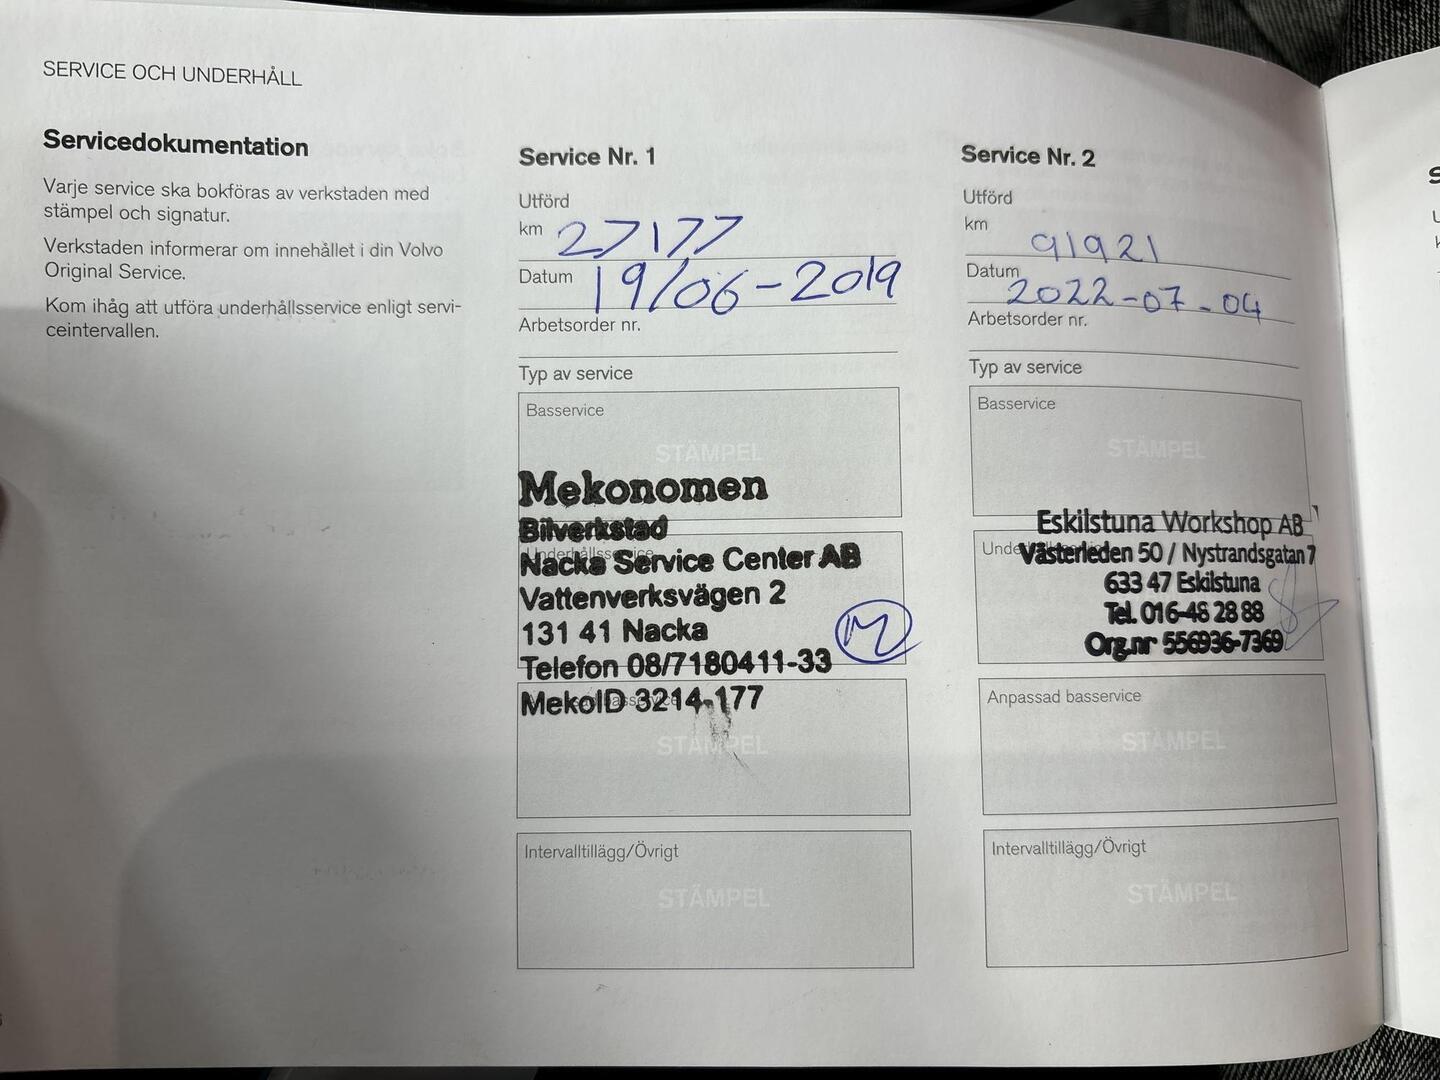 SERVICE OCH UNDERHÅLL
Servicedokumentation
Varje service ska bokföras av verkstaden med
stämpel och signatur.
Verkstaden informerar om innehållet i din Volvo
Original Service.
Kom ihåg att utföra underhållsservice enligt servi-
ceintervallen.
Service Nr. 1
Utförd
km 27177
Datum 19/06-2019
Arbetsorder nr.
Typ av service
Basservice
STÄMPEL
Mekonomen
Bilverkstad
Underhållsservice
Nacka Service Center AB
Vattenverksvägen 2
131 41 Nacka
Telefon 08/7180411-33
MekoID 3214-177
STÄMPEL
Intervalltillägg/Övrigt
STÄMPEL
Service Nr. 2
Utförd
km 91921
Datum 2022-07-04
Arbetsorder nr.
Typ av service
Basservice
STÄMPEL
Eskilstuna Workshop AB
Västerleden 50 / Nystrandsgatan 7
633 47 Eskilstuna
Tel. 016-48 28 88
Org.nr 556936-7369
Anpassad basservice
STÄMPEL
Intervalltillägg/Övrigt
STÄMPEL